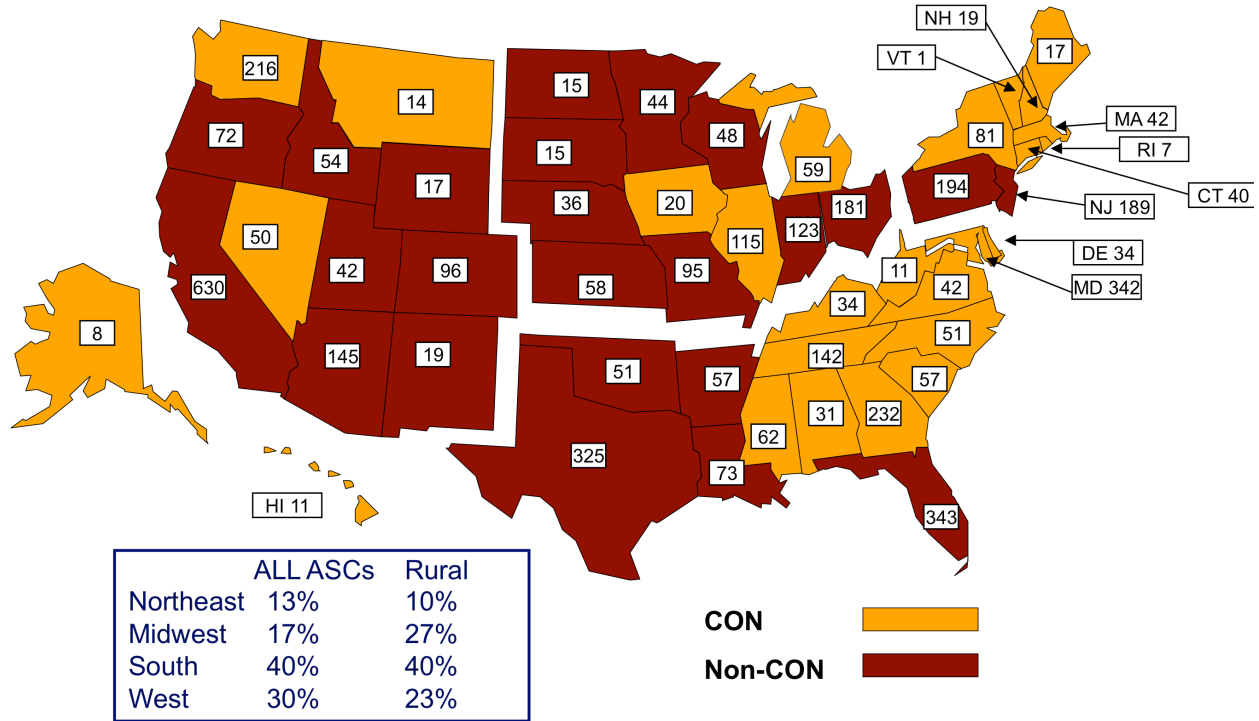 NH 19
17
VT 1
216
14
15
44
MA 42
72
48
81
RI 7
54
15
59
17
194
CT 40
36
20
181
NJ 189
50
115
123
DE 34
630
42
96
58
95
11
42
MD 342
34
8
145
19
142
51
51
57
57
62
31
232
325
73
HI 11
343
ALL ASCs Rural
Northeast 13% 10%
Midwest 17% 27%
South 40% 40%
West 30% 23%
CON
Non-CON